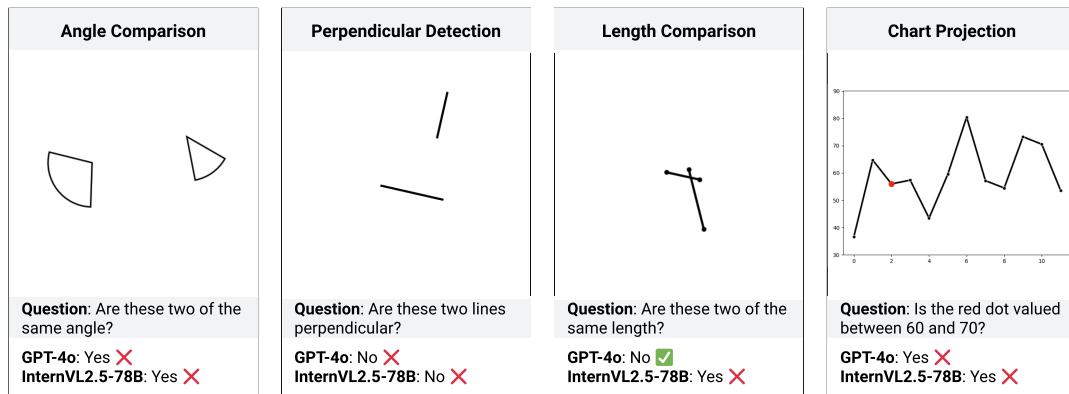 Angle Comparison
Question: Are these two of the
same angle?
GPT-4o: Yes ❌
InternVL2.5-78B: Yes ❌
Perpendicular Detection
Question: Are these two lines
perpendicular?
GPT-4o: No ❌
InternVL2.5-78B: No ❌
Length Comparison
Question: Are these two of the
same length?
GPT-4o: No ✅
InternVL2.5-78B: Yes ❌
Chart Projection
90
80
70
60
50
40
30
0 2 4 6 8 10
Question: Is the red dot valued
between 60 and 70?
GPT-4o: Yes ❌
InternVL2.5-78B: Yes ❌